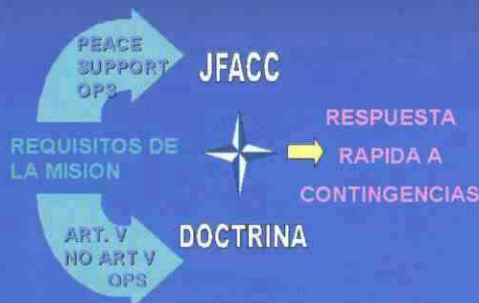 PEACE
SUPPORT
OPS
JFACC
REQUISITOS DE
LA MISION
RESPUESTA
RAPIDA A
CONTINGENCIAS
ART. V
NO ART V
OPS
DOCTRINA